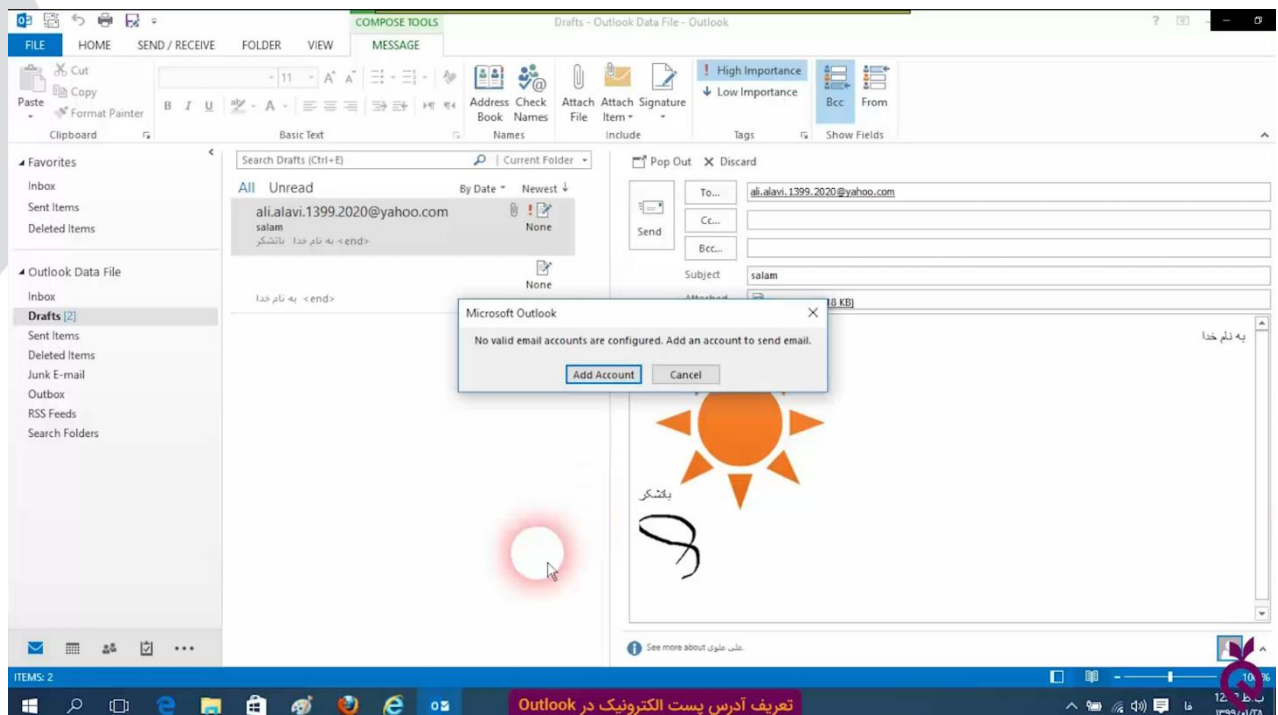 COMPOSE TOOLS
Drafts - Outlook Data File - Outlook
FILE HOME SEND / RECEIVE FOLDER VIEW MESSAGE
Paste
Cut
Copy
Format Painter
Clipboard
11
B I U
Basic Text
Address Book
Check Names
Names
Attach File
Attach Item
Signature
Include
High Importance
Low Importance
Tags
Bcc From
Show Fields
Favorites
Inbox
Sent Items
Deleted Items
Outlook Data File
Inbox
Drafts [2]
Sent Items
Deleted Items
Junk E-mail
Outbox
RSS Feeds
Search Folders
Search Drafts (Ctrl+E) Current Folder
All Unread By Date Newest
ali.alavi.1399.2020@yahoo.com
salam
None
به نام خدا باتشکر <end>
None
به نام خدا <end>
Pop Out Discard
Send
To... ali.alavi.1399.2020@yahoo.com
Cc...
Bcc...
Subject salam
Attached
Microsoft Outlook
No valid email accounts are configured. Add an account to send email.
Add Account Cancel
به نام خدا
باتشکر
See more about علی علوی.
ITEMS: 2
تعریف آدرس پست الکترونیک در Outlook
فا